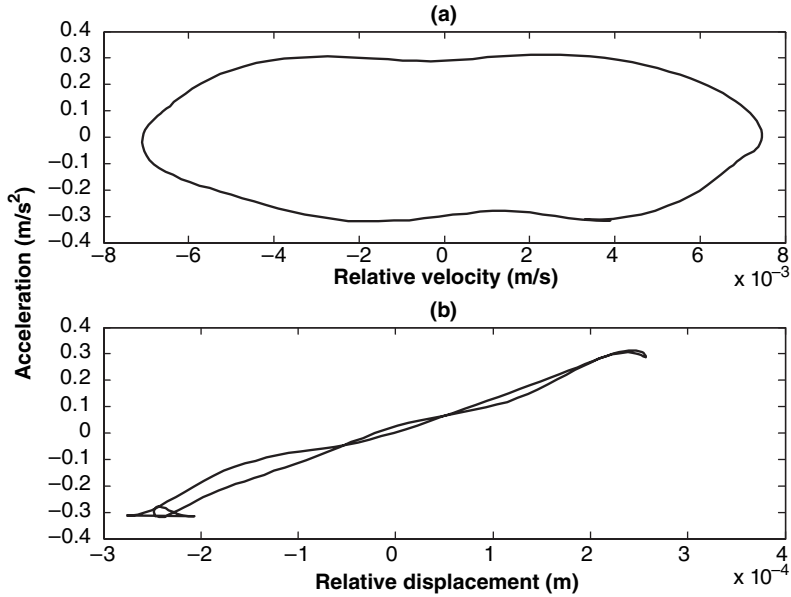 (a)
0.4
0.3
0.2
0.1
0
−0.1
−0.2
−0.3
−0.4
−8 −6 −4 −2 0 2 4 6 8
Relative velocity (m/s)
x 10⁻³
Acceleration (m/s²)
(b)
0.4
0.3
0.2
0.1
0
−0.1
−0.2
−0.3
−0.4
−3 −2 −1 0 1 2 3 4
Relative displacement (m)
x 10⁻⁴